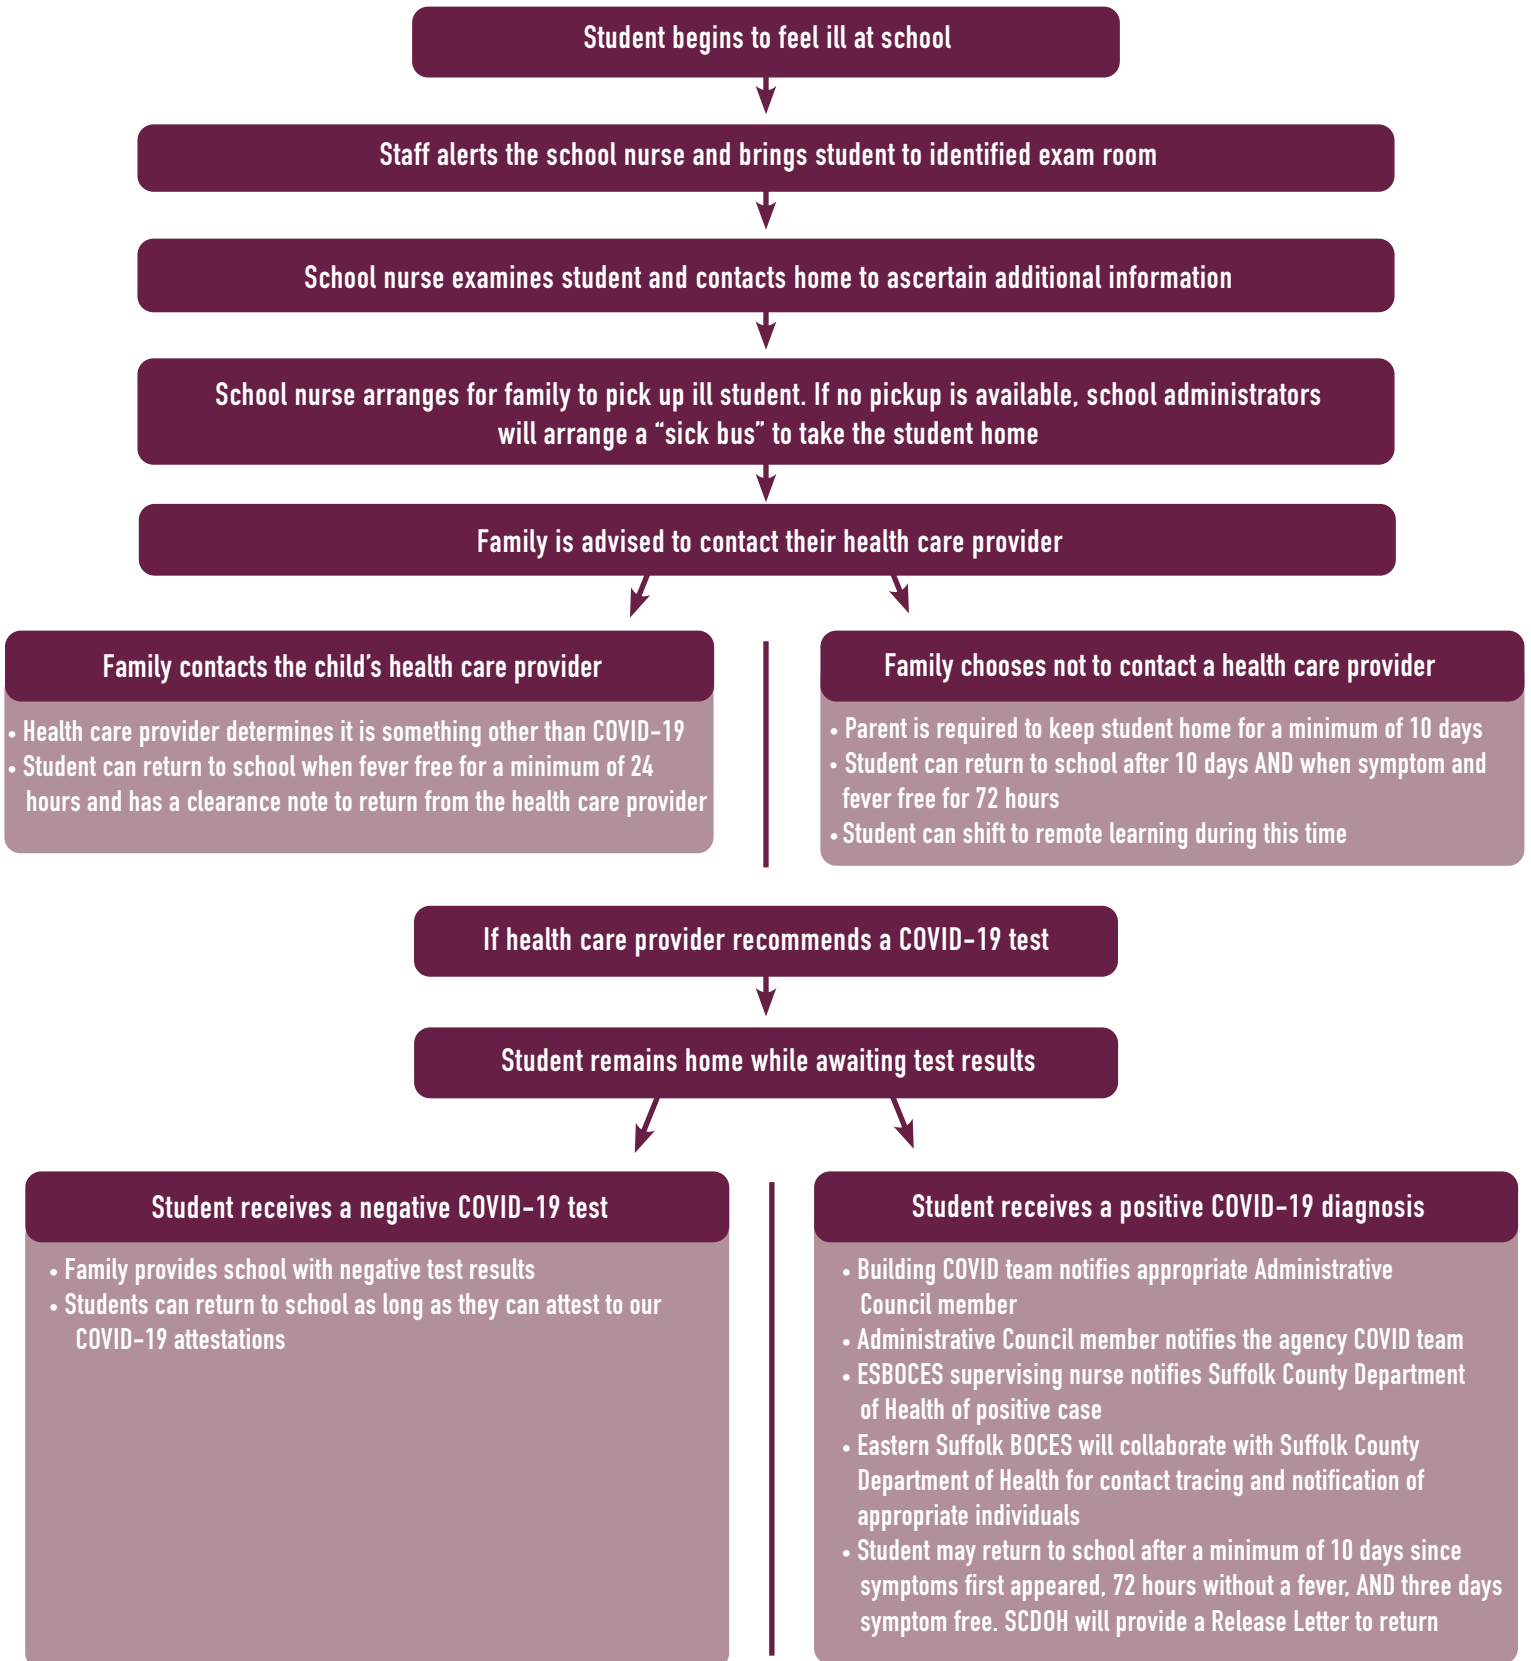 Student begins to feel ill at school
Staff alerts the school nurse and brings student to identified exam room
School nurse examines student and contacts home to ascertain additional information
School nurse arranges for family to pick up ill student. If no pickup is available, school administrators
will arrange a “sick bus” to take the student home
Family is advised to contact their health care provider
Family contacts the child’s health care provider
• Health care provider determines it is something other than COVID-19
• Student can return to school when fever free for a minimum of 24
hours and has a clearance note to return from the health care provider
Family chooses not to contact a health care provider
• Parent is required to keep student home for a minimum of 10 days
• Student can return to school after 10 days AND when symptom and
fever free for 72 hours
• Student can shift to remote learning during this time
If health care provider recommends a COVID-19 test
Student remains home while awaiting test results
Student receives a negative COVID-19 test
• Family provides school with negative test results
• Students can return to school as long as they can attest to our
COVID-19 attestations
Student receives a positive COVID-19 diagnosis
• Building COVID team notifies appropriate Administrative
Council member
• Administrative Council member notifies the agency COVID team
• ESBOCES supervising nurse notifies Suffolk County Department
of Health of positive case
• Eastern Suffolk BOCES will collaborate with Suffolk County
Department of Health for contact tracing and notification of
appropriate individuals
• Student may return to school after a minimum of 10 days since
symptoms first appeared, 72 hours without a fever, AND three days
symptom free. SCDOH will provide a Release Letter to return